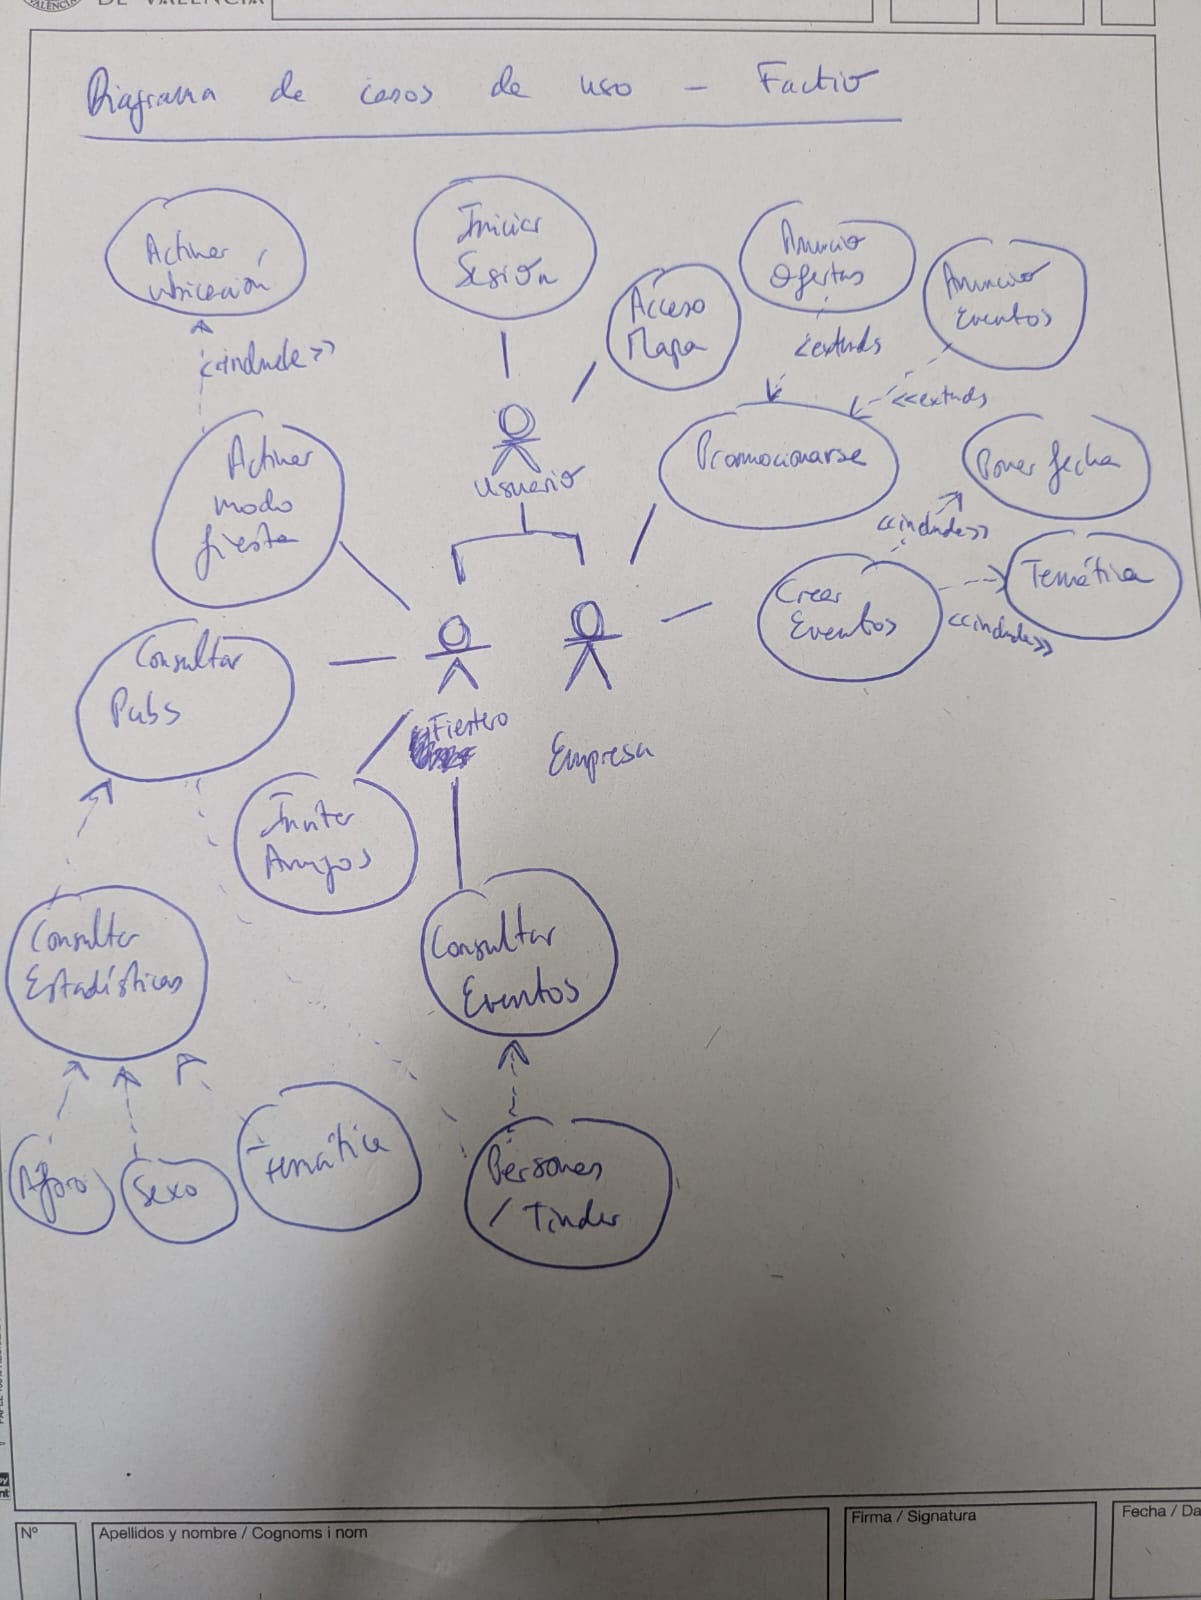 DE VALÈNCIA
Diagrama de casos de uso - Factio
Activar
ubicación
Iniciar
Sesión
Anuncio
Ofertas
Anuncio
Eventos
Acceso
Mapa
<<include>>
<extends
<<extends
Activar
modo
fiesta
Usuario
Promocionarse
Poner fecha
<<include>>
Crear
Eventos
Temática
<<include>>
Consultar
Pubs
Fiestero
Empresa
Invitar
Amigos
Consultar
Estadísticas
Consultar
Eventos
Aforo
Sexo
Temática
Personas
/ Tinder
Nº
Apellidos y nombre / Cognoms i nom
Firma / Signatura
Fecha / Da